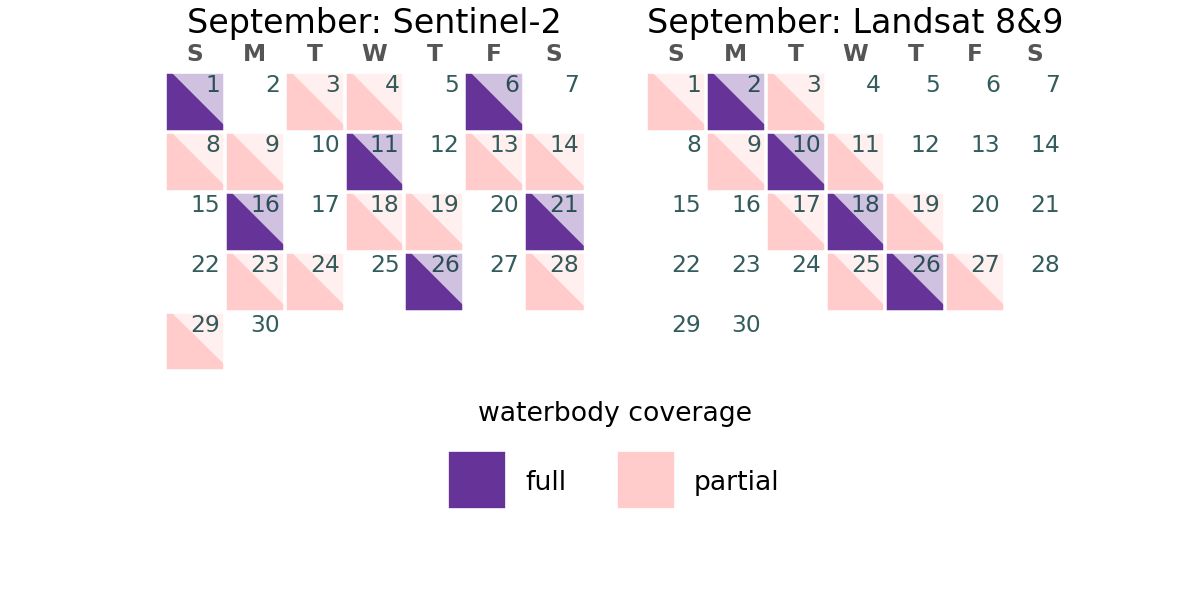 September: Sentinel-2
S M T W T F S
1 2 3 4 5 6 7
8 9 10 11 12 13 14
15 16 17 18 19 20 21
22 23 24 25 26 27 28
29 30
September: Landsat 8&9
S M T W T F S
1 2 3 4 5 6 7
8 9 10 11 12 13 14
15 16 17 18 19 20 21
22 23 24 25 26 27 28
29 30
waterbody coverage
full partial